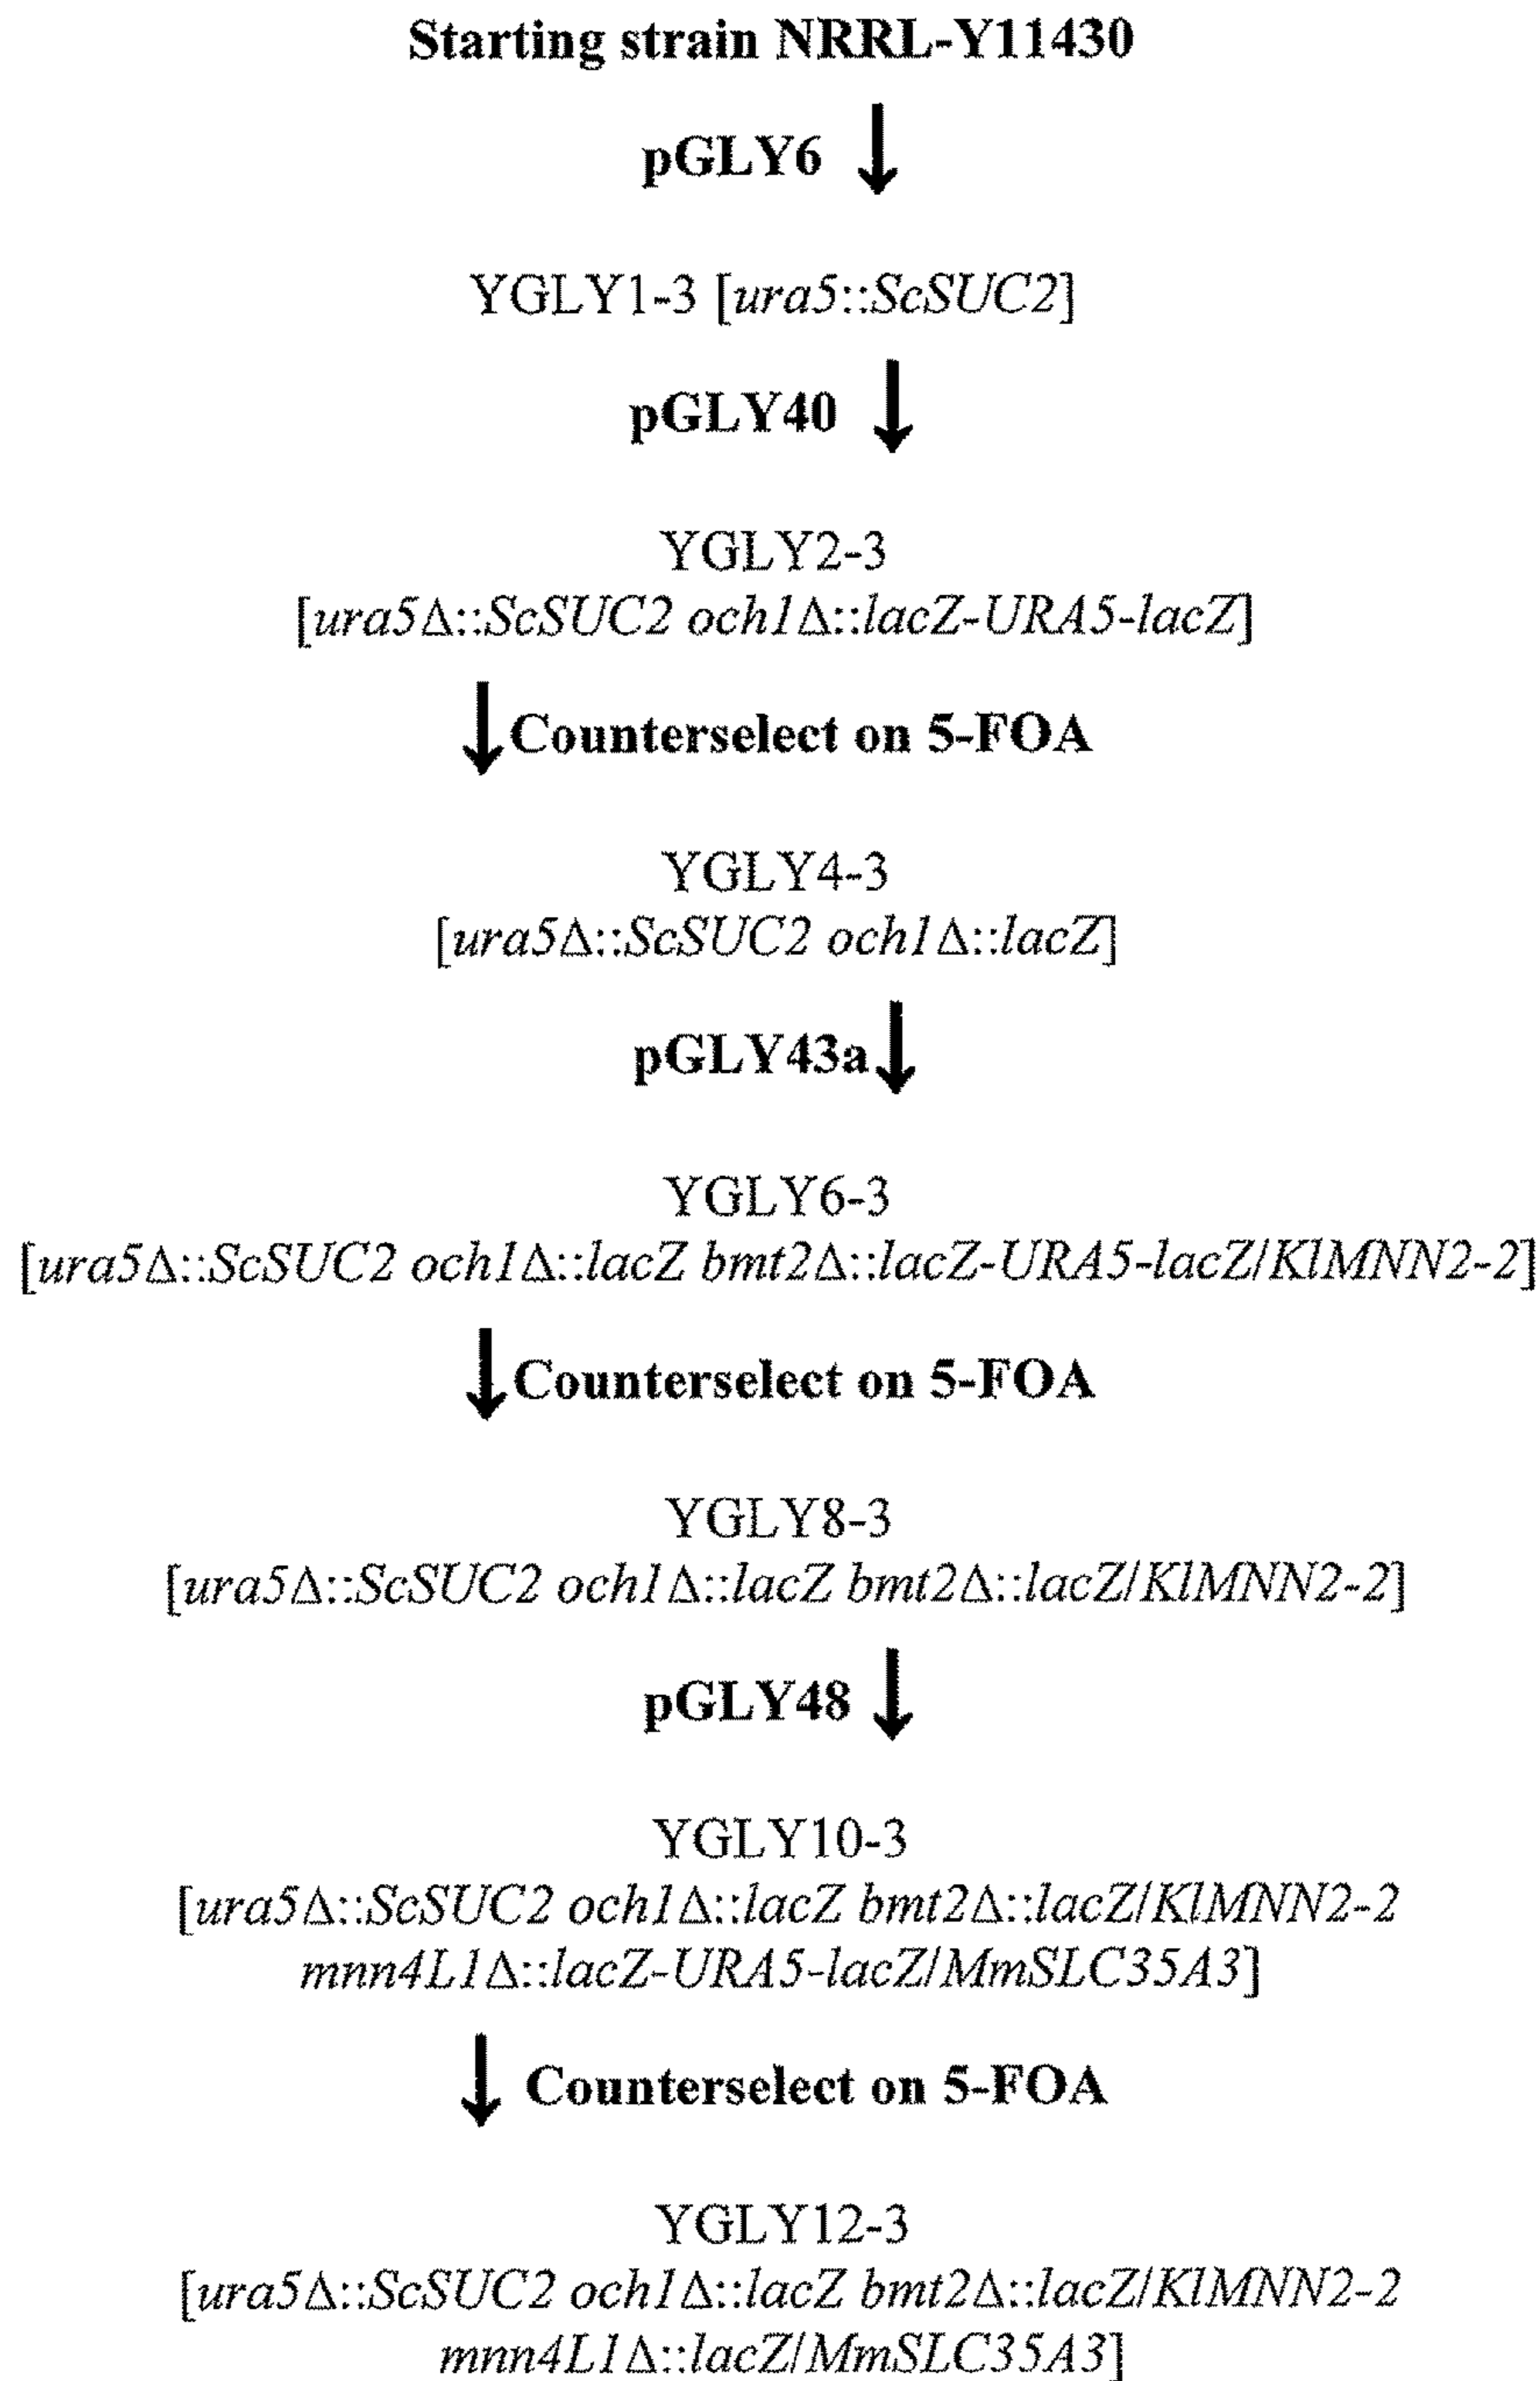 Starting strain NRRL-Y11430
pGLY6
YGLY1-3 [ura5::ScSUC2]
pGLY40
YGLY2-3
[ura5Δ::ScSUC2 och1Δ::lacZ-URA5-lacZ]
Counterselect on 5-FOA
YGLY4-3
[ura5Δ::ScSUC2 och1Δ::lacZ]
pGLY43a
YGLY6-3
[ura5Δ::ScSUC2 och1Δ::lacZ bmt2Δ::lacZ-URA5-lacZ/KlMNN2-2]
Counterselect on 5-FOA
YGLY8-3
[ura5Δ::ScSUC2 och1Δ::lacZ bmt2Δ::lacZ/KlMNN2-2]
pGLY48
YGLY10-3
[ura5Δ::ScSUC2 och1Δ::lacZ bmt2Δ::lacZ/KlMNN2-2
mnn4L1Δ::lacZ-URA5-lacZ/MmSLC35A3]
Counterselect on 5-FOA
YGLY12-3
[ura5Δ::ScSUC2 och1Δ::lacZ bmt2Δ::lacZ/KlMNN2-2
mnn4L1Δ::lacZ/MmSLC35A3]